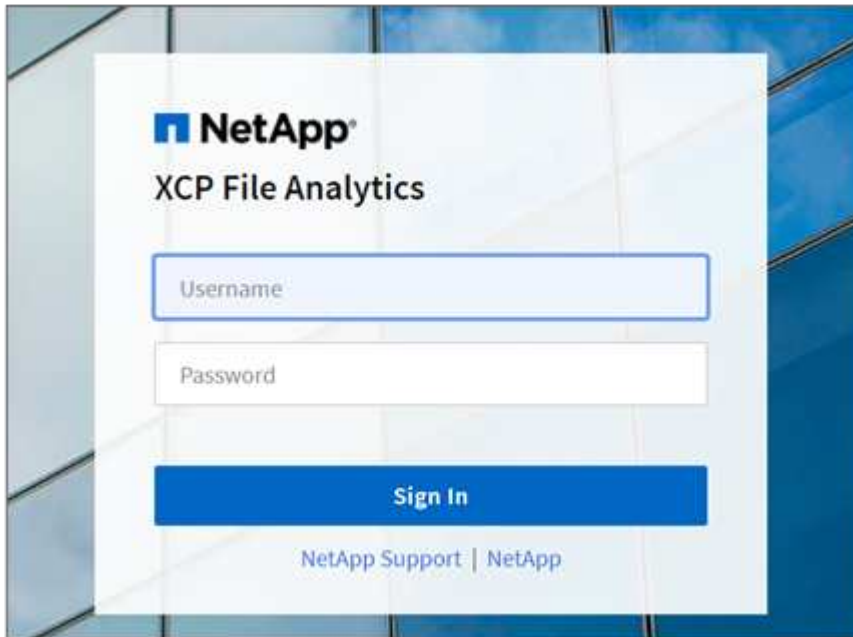 NetApp®
XCP File Analytics
Username
Password
Sign In
NetApp Support | NetApp